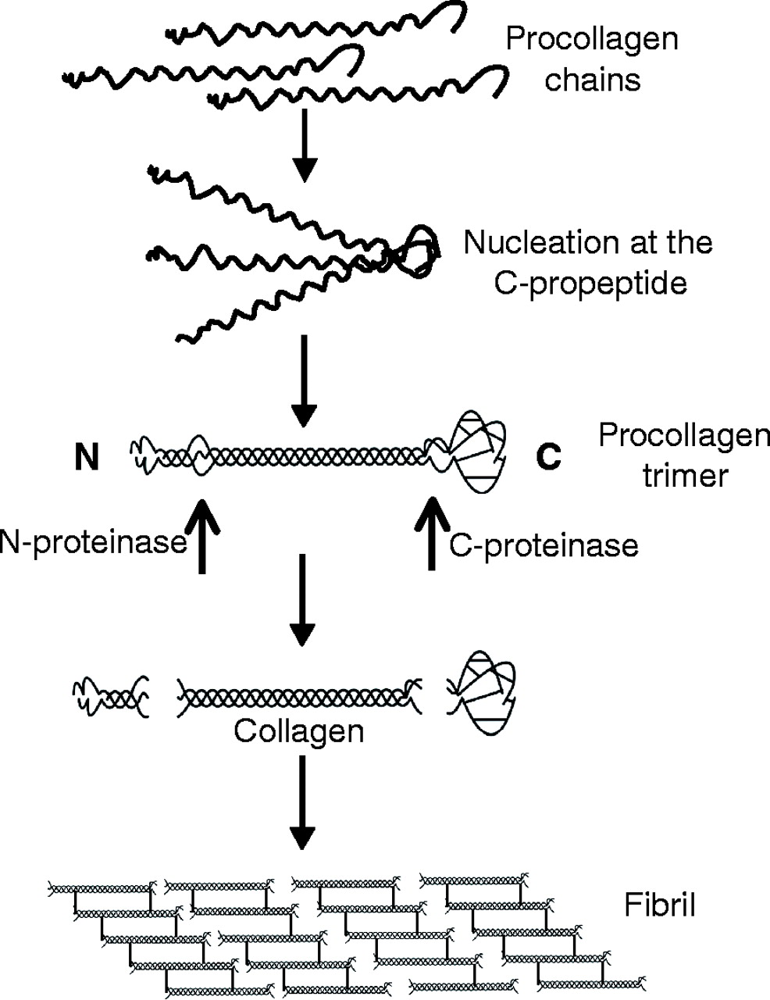 Procollagen
chains
Nucleation at the
C-propeptide
N
C
Procollagen
trimer
N-proteinase
C-proteinase
Collagen
Fibril